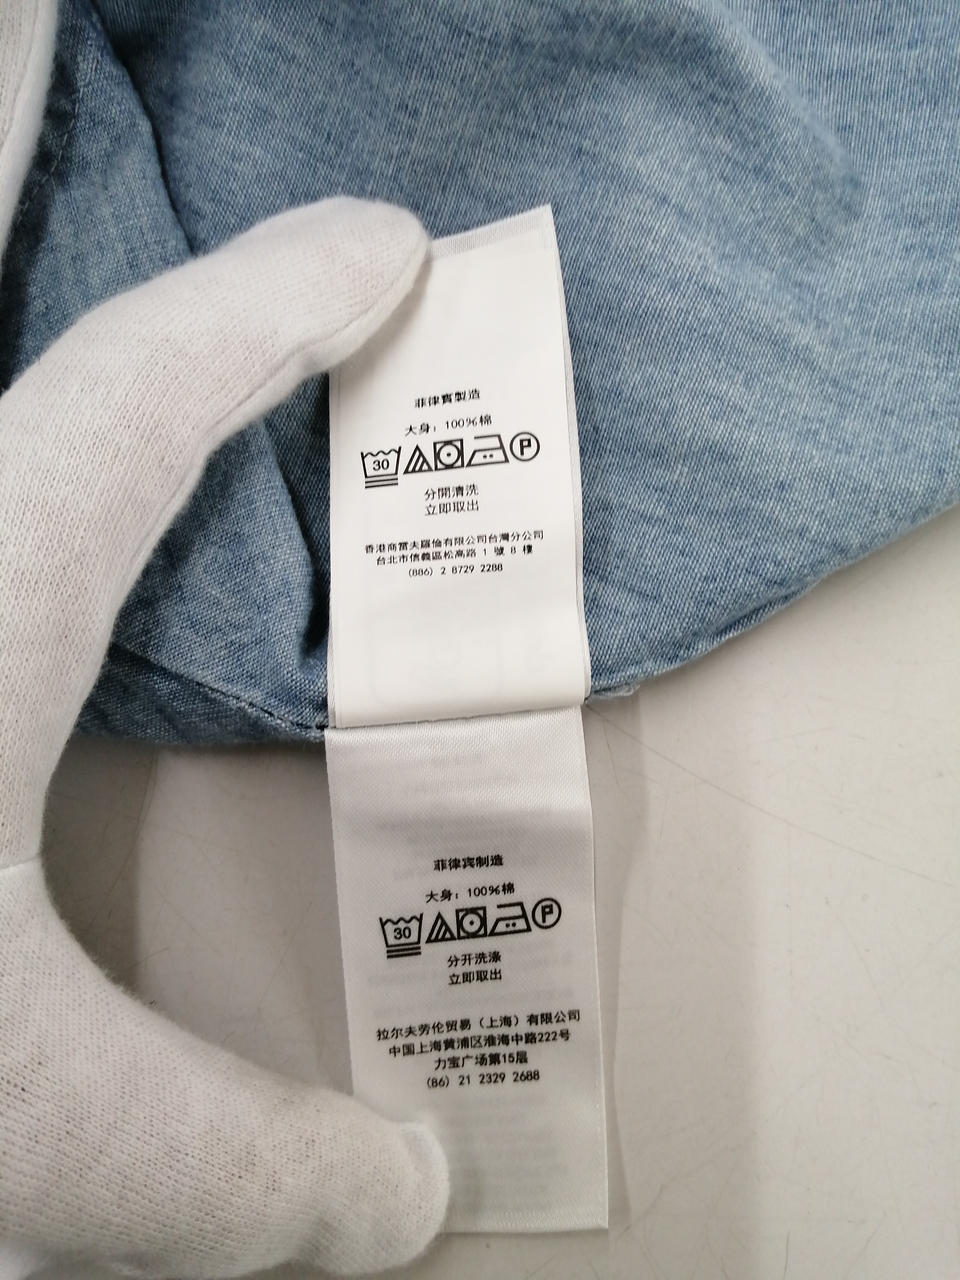 菲律賓製造
大身: 100%棉
30 P
分開清洗
立即取出
香港商雷夫羅倫有限公司台灣分公司
台北市信義區松高路 1 號 8 樓
(886) 2 8729 2288
菲律宾制造
大身: 100%棉
30 P
分开洗涤
立即取出
拉尔夫劳伦贸易（上海）有限公司
中国上海黄浦区淮海中路222号
力宝广场第15层
(86) 21 2329 2688